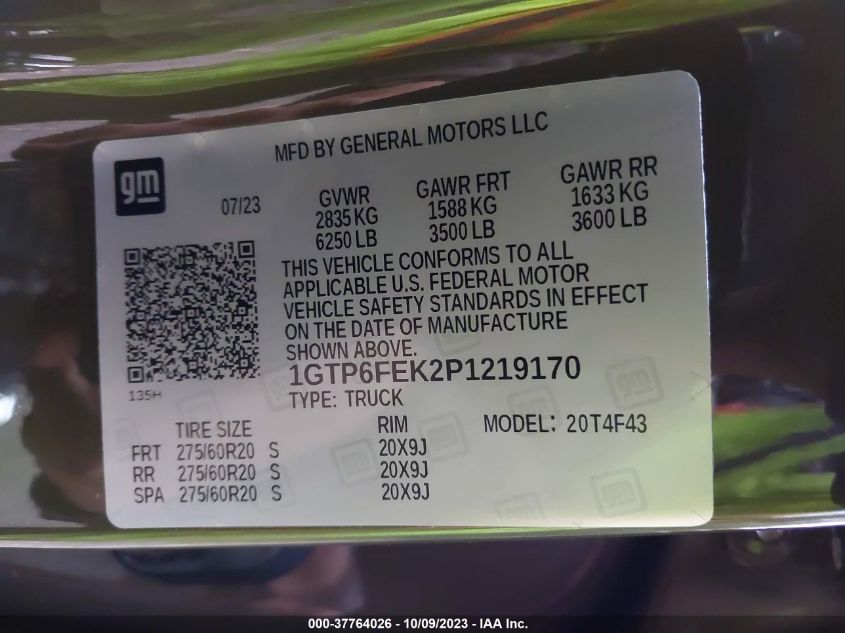 MFD BY GENERAL MOTORS LLC
gm
07/23
GVWR GAWR FRT GAWR RR
2835 KG 1588 KG 1633 KG
6250 LB 3500 LB 3600 LB
THIS VEHICLE CONFORMS TO ALL
APPLICABLE U.S. FEDERAL MOTOR
VEHICLE SAFETY STANDARDS IN EFFECT
ON THE DATE OF MANUFACTURE
SHOWN ABOVE.
1GTP6FEK2P1219170
135H
TYPE: TRUCK
TIRE SIZE RIM MODEL: 20T4F43
FRT 275/60R20 S 20X9J
RR 275/60R20 S 20X9J
SPA 275/60R20 S 20X9J
000-37764026 - 10/09/2023 - IAA Inc.